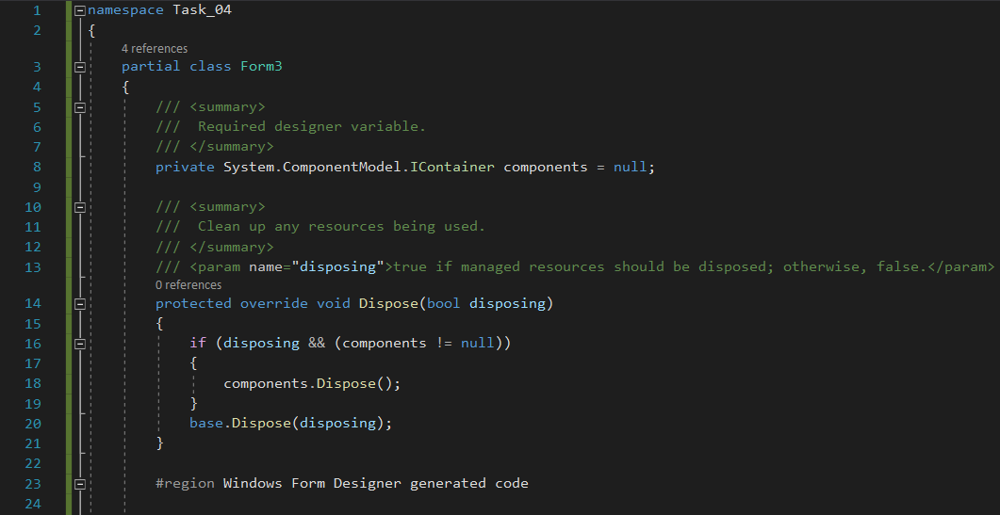 1 namespace Task_04
2 {
4 references
3 partial class Form3
4 {
5 /// <summary>
6 ///  Required designer variable.
7 /// </summary>
8 private System.ComponentModel.IContainer components = null;
9
10 /// <summary>
11 ///  Clean up any resources being used.
12 /// </summary>
13 /// <param name="disposing">true if managed resources should be disposed; otherwise, false.</param>
0 references
14 protected override void Dispose(bool disposing)
15 {
16 if (disposing && (components != null))
17 {
18 components.Dispose();
19 }
20 base.Dispose(disposing);
21 }
22
23 #region Windows Form Designer generated code
24